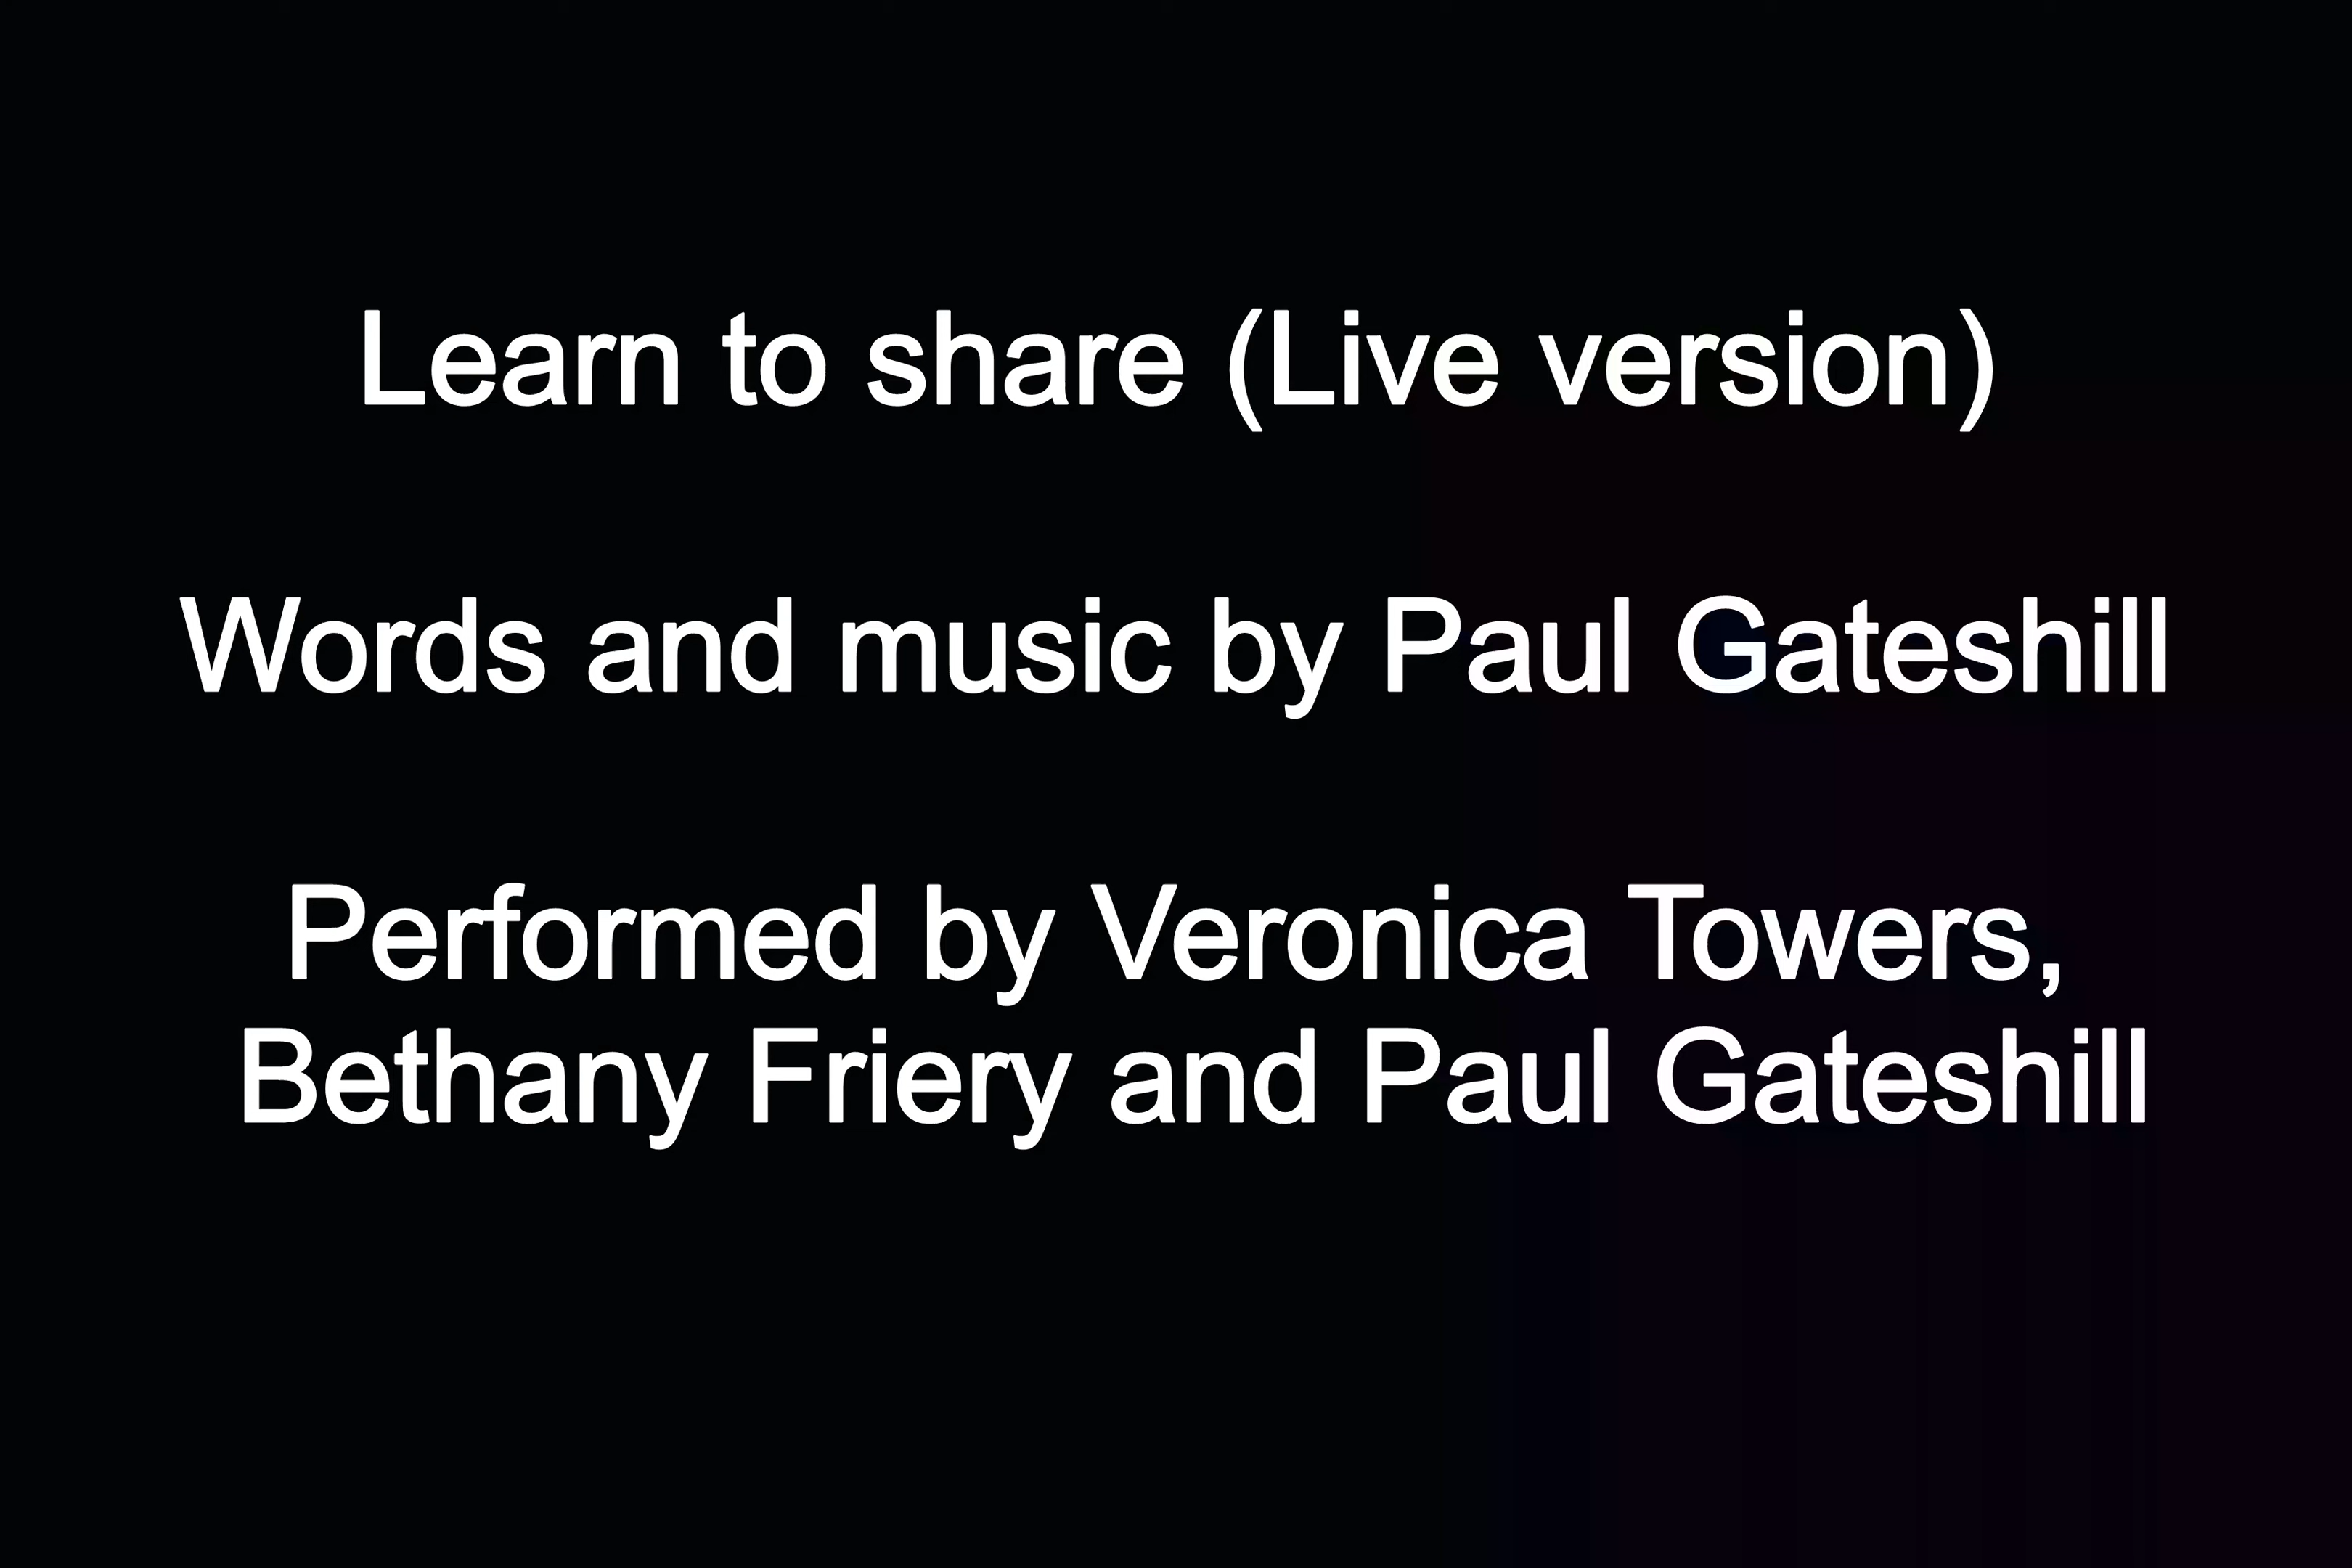 Learn to share (Live version)
Words and music by Paul Gateshill
Performed by Veronica Towers,
Bethany Friery and Paul Gateshill